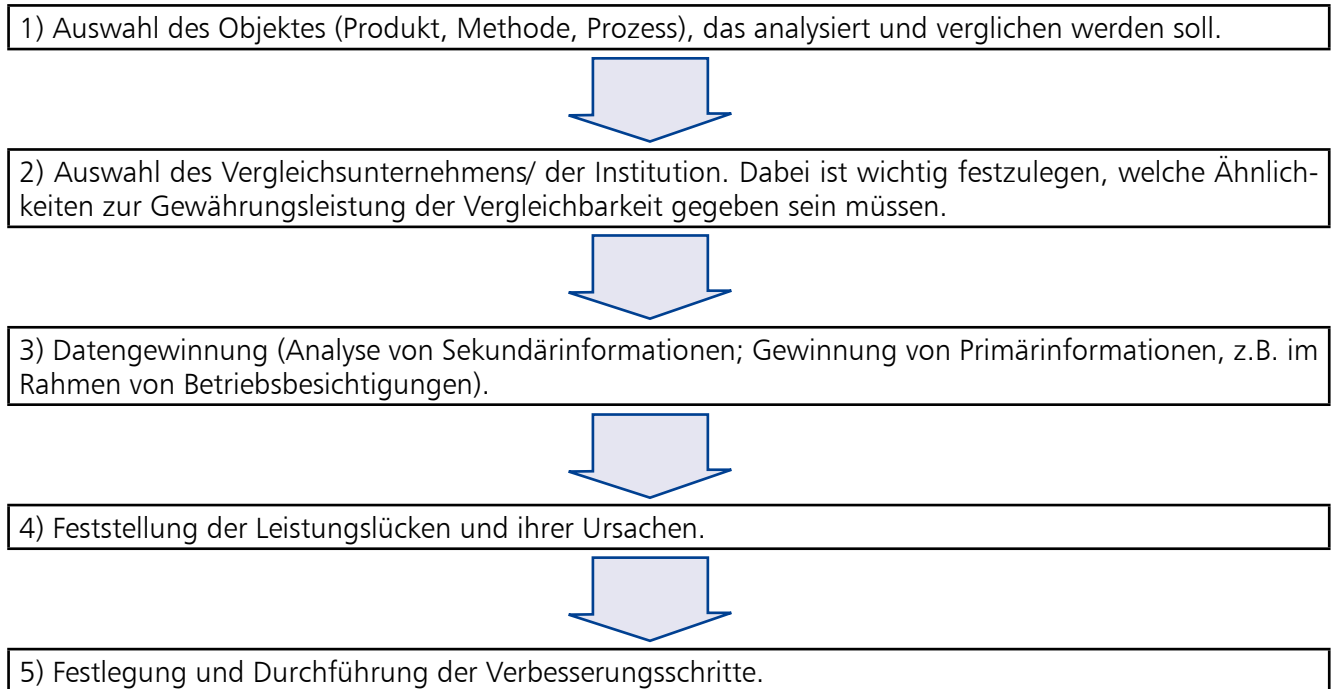 1) Auswahl des Objektes (Produkt, Methode, Prozess), das analysiert und verglichen werden soll.
2) Auswahl des Vergleichsunternehmens/ der Institution. Dabei ist wichtig festzulegen, welche Ähnlich-
keiten zur Gewährungsleistung der Vergleichbarkeit gegeben sein müssen.
3) Datengewinnung (Analyse von Sekundärinformationen; Gewinnung von Primärinformationen, z.B. im
Rahmen von Betriebsbesichtigungen).
4) Feststellung der Leistungslücken und ihrer Ursachen.
5) Festlegung und Durchführung der Verbesserungsschritte.